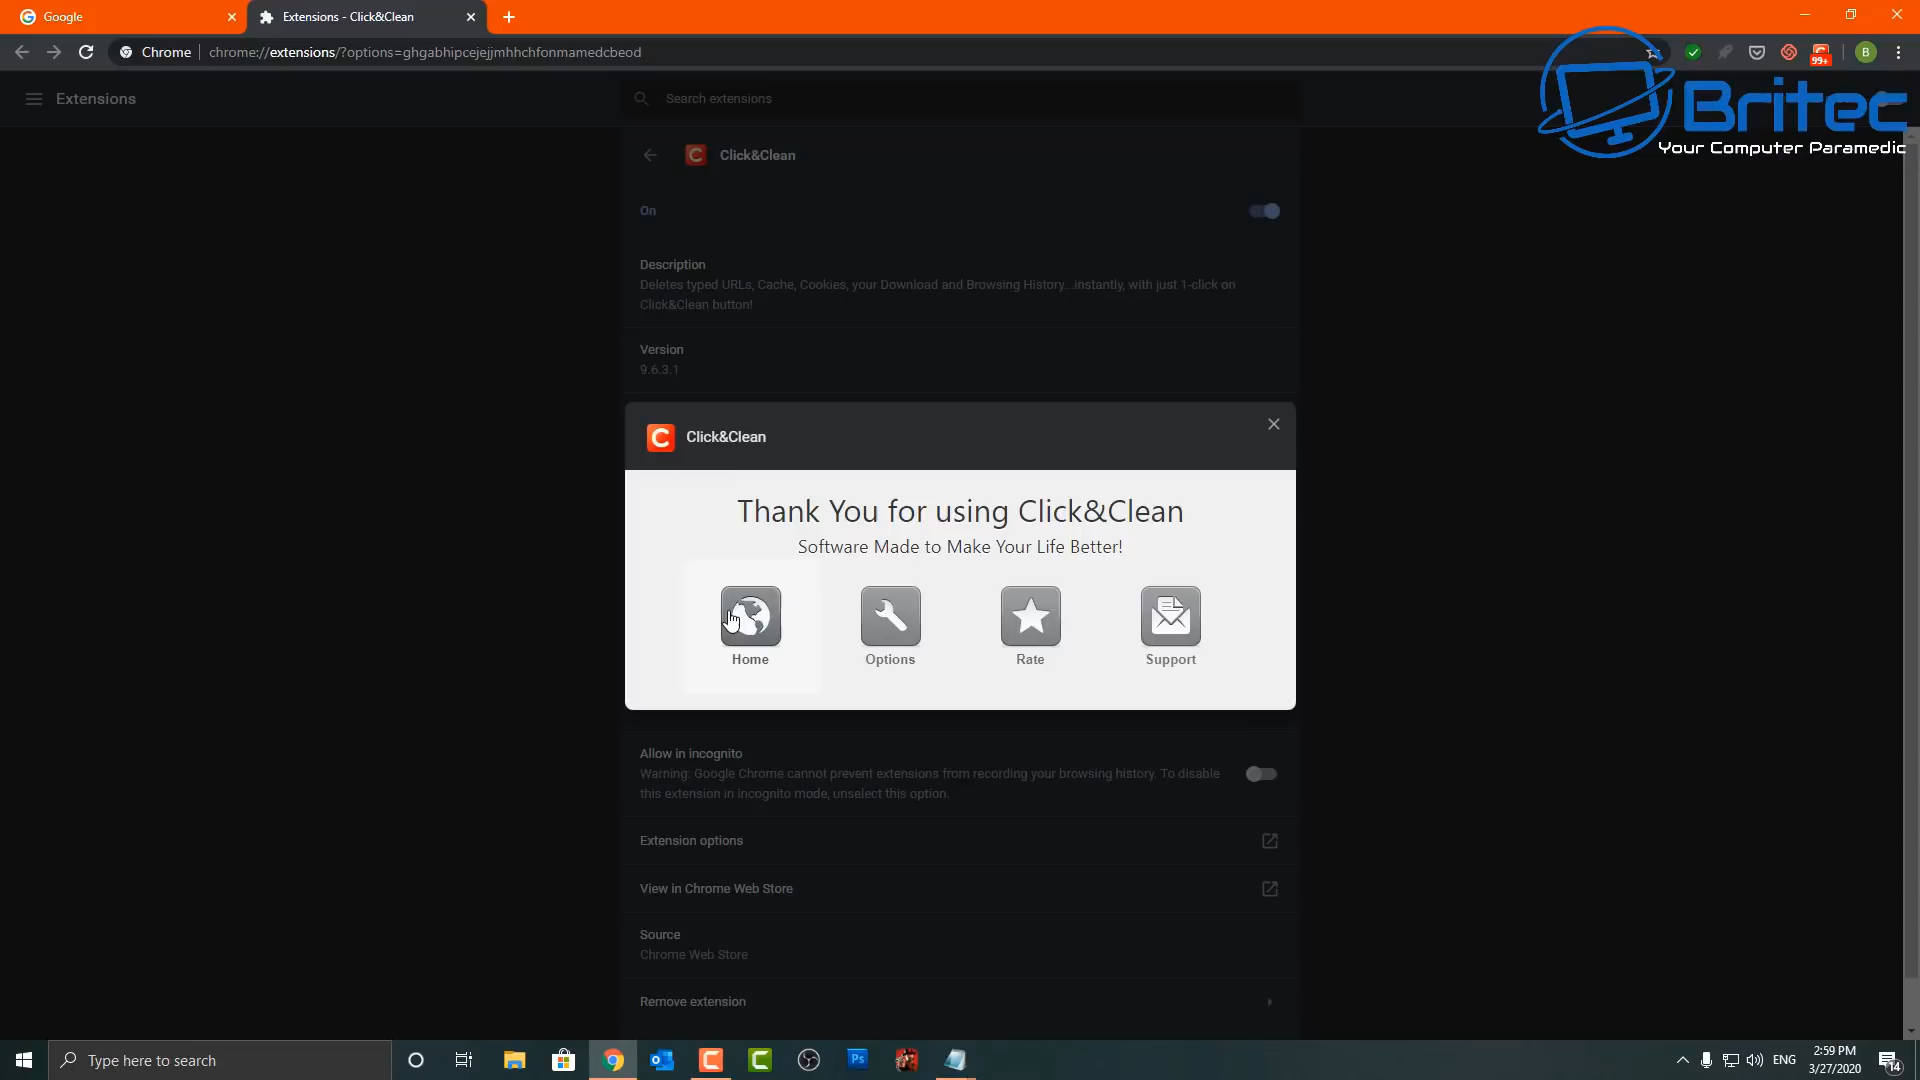 Google
Extensions - Click&Clean
Chrome
chrome://extensions/?options=ghgabhipcejejjmhhchfonmamedcbeod
99+
B
Britec
Your Computer Paramedic
Extensions
Search extensions
C
Click&Clean
On
Description
Deletes typed URLs, Cache, Cookies, your Download and Browsing History...instantly, with just 1-click on
Click&Clean button!
Version
9.6.3.1
C
Click&Clean
Thank You for using Click&Clean
Software Made to Make Your Life Better!
Home
Options
Rate
Support
Allow in incognito
Warning: Google Chrome cannot prevent extensions from recording your browsing history. To disable
this extension in incognito mode, unselect this option.
Extension options
View in Chrome Web Store
Source
Chrome Web Store
Remove extension
Type here to search
Ps
ENG
2:59 PM
3/27/2020
14